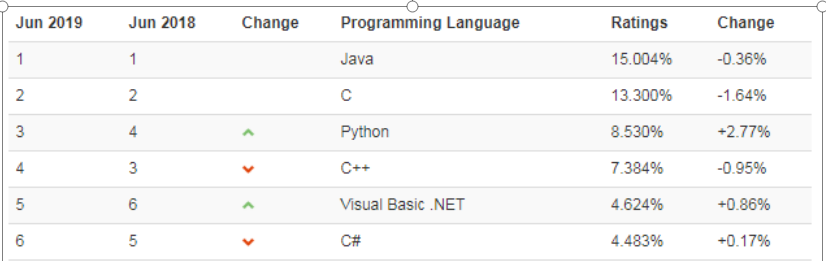 Jun 2019 Jun 2018 Change Programming Language Ratings Change
1 1 Java 15.004% -0.36%
2 2 C 13.300% -1.64%
3 4 Python 8.530% +2.77%
4 3 C++ 7.384% -0.95%
5 6 Visual Basic .NET 4.624% +0.86%
6 5 C# 4.483% +0.17%